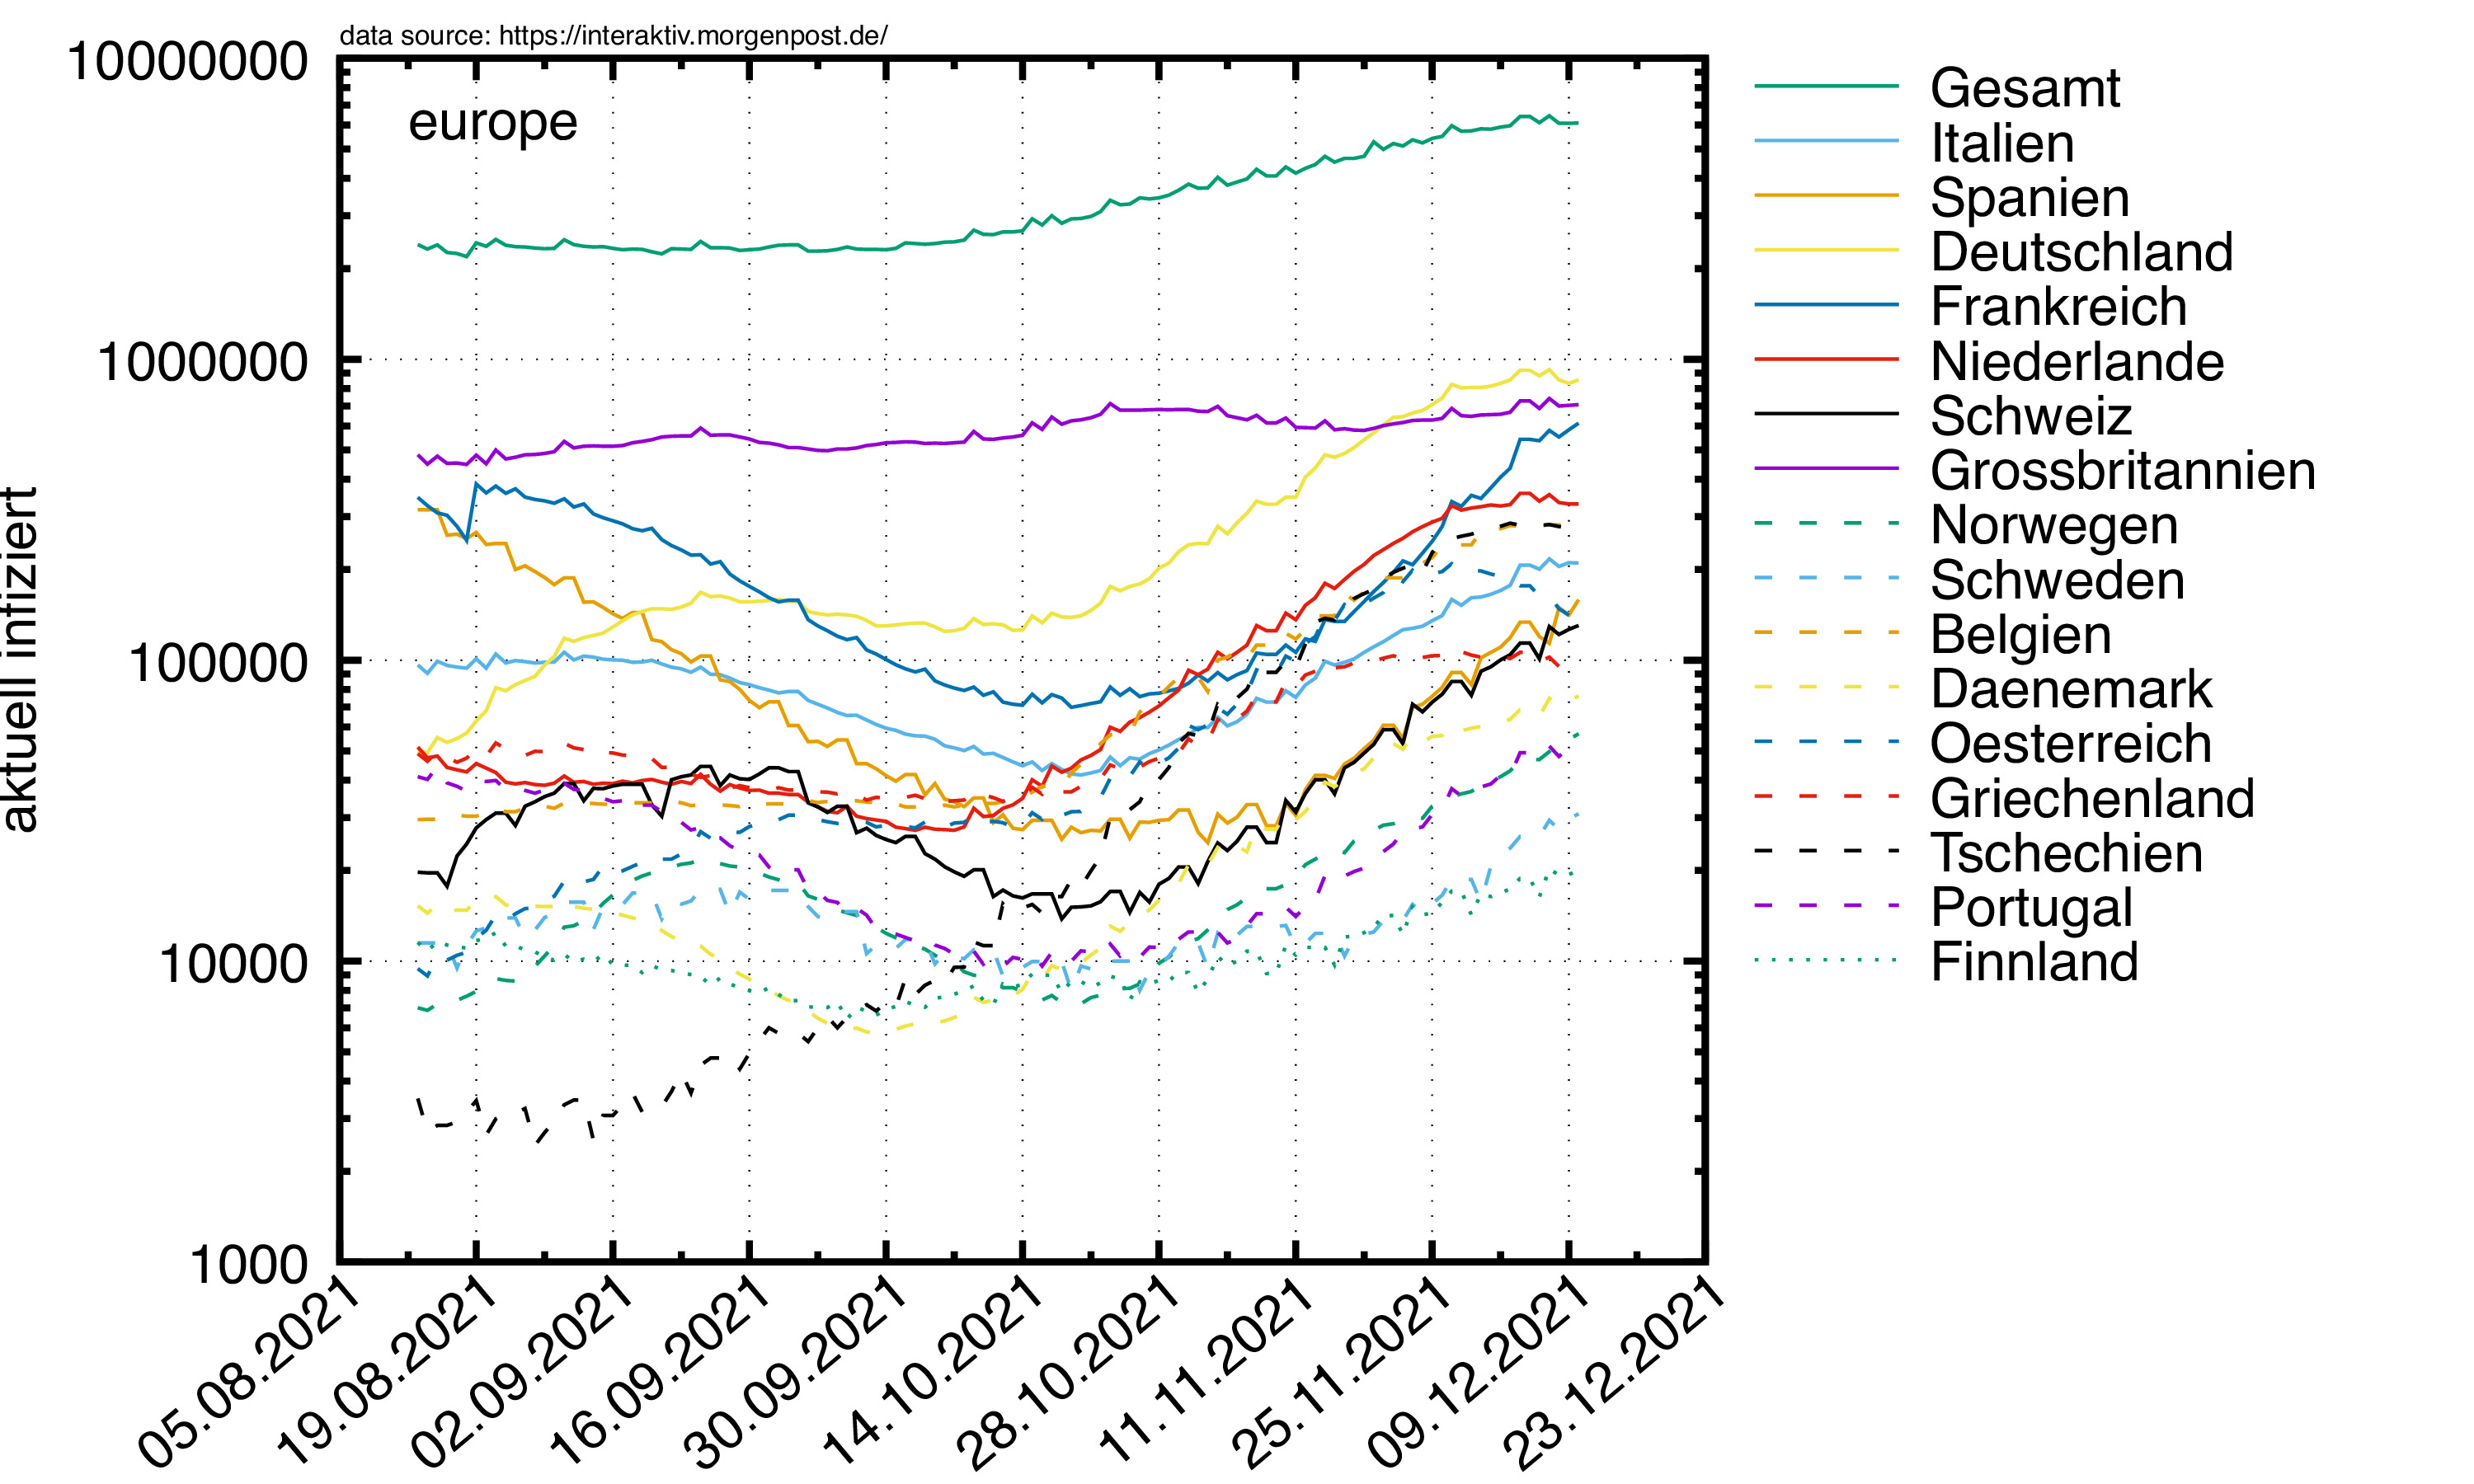 data source: https://interaktiv.morgenpost.de/
10000000
1000000
100000
10000
1000
aktuell infiziert
europe
Gesamt
Italien
Spanien
Deutschland
Frankreich
Niederlande
Schweiz
Grossbritannien
Norwegen
Schweden
Belgien
Daenemark
Oesterreich
Griechenland
Tschechien
Portugal
Finnland
05.08.2021
19.08.2021
02.09.2021
16.09.2021
30.09.2021
14.10.2021
28.10.2021
11.11.2021
25.11.2021
09.12.2021
23.12.2021